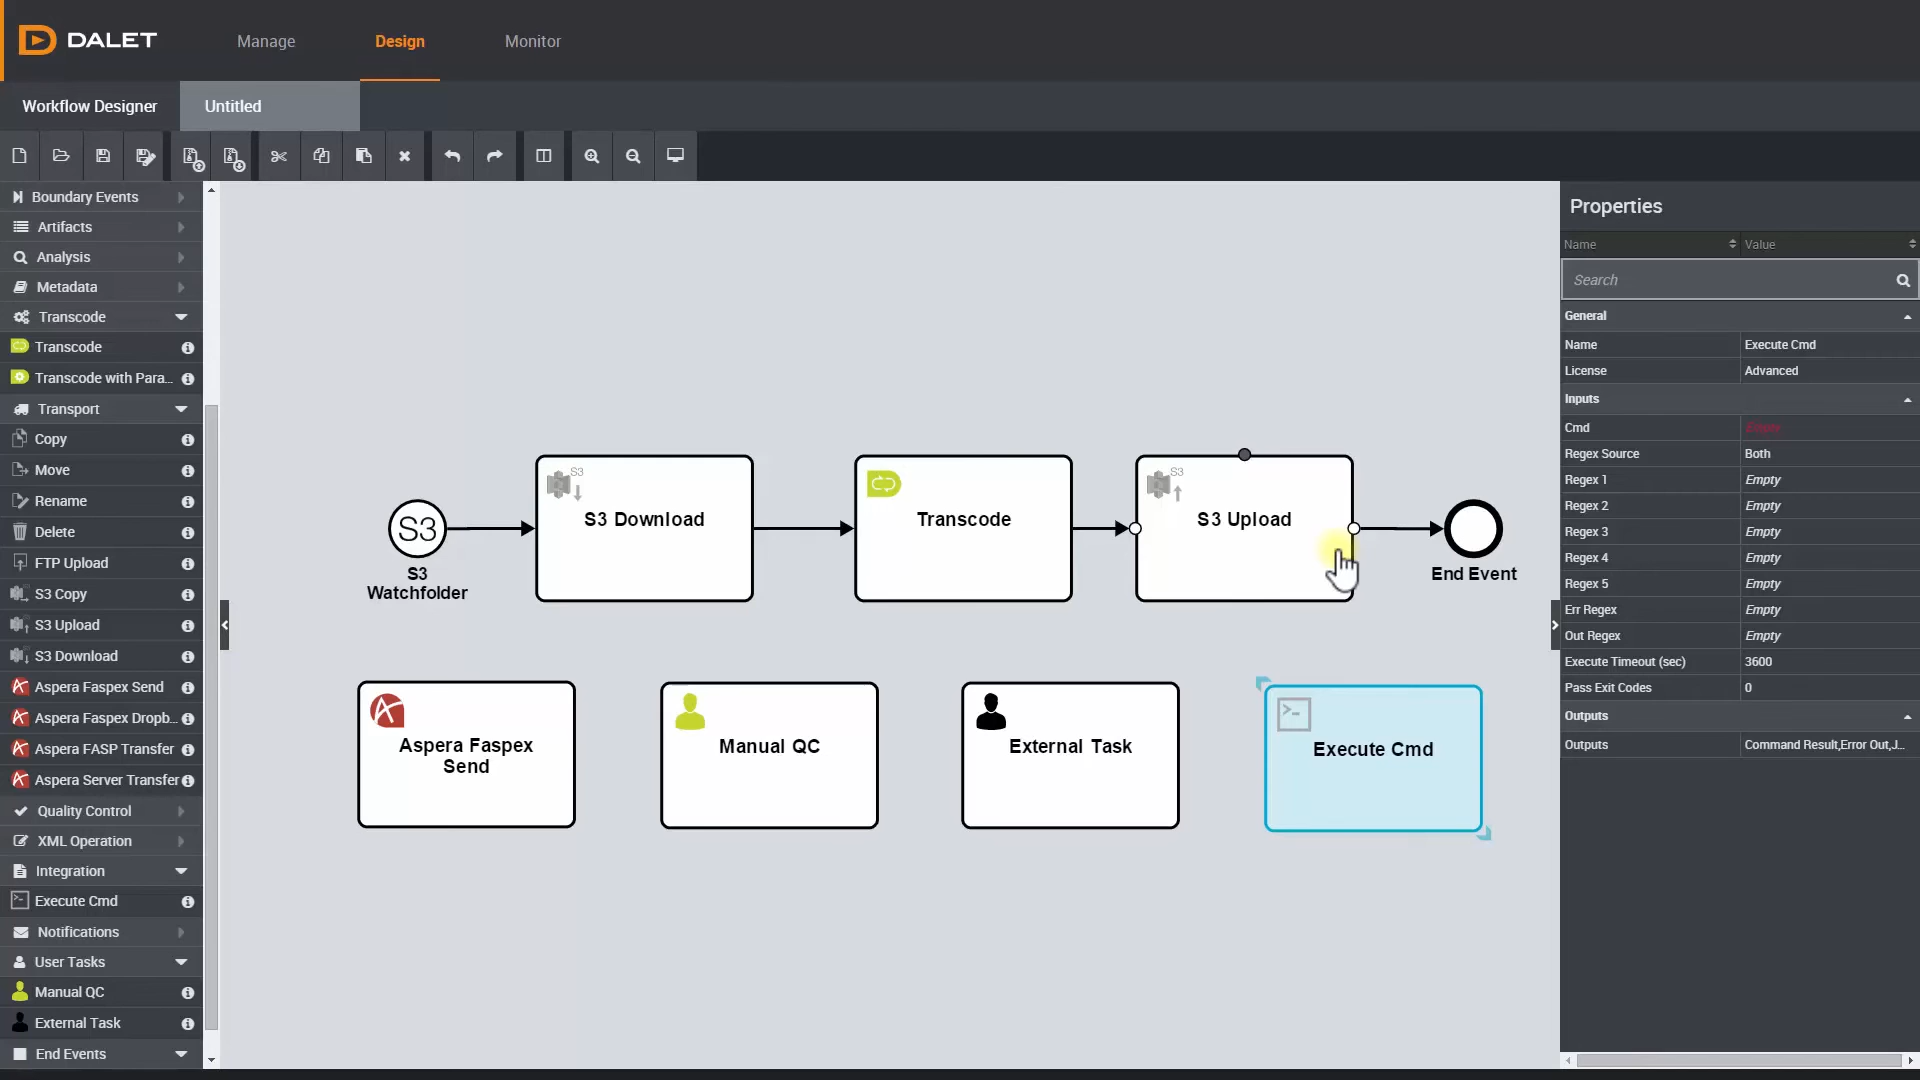 DALET
Manage
Design
Monitor
Workflow Designer
Untitled
Boundary Events
Artifacts
Analysis
Metadata
Transcode
Transcode
Transcode with Para...
Transport
Copy
Move
Rename
Delete
FTP Upload
S3 Copy
S3 Upload
S3 Download
Aspera Faspex Send
Aspera Faspex Dropb...
Aspera FASP Transfer
Aspera Server Transfer
Quality Control
XML Operation
Integration
Execute Cmd
Notifications
User Tasks
Manual QC
External Task
End Events
S3
S3
Watchfolder
S3
S3 Download
Transcode
S3
S3 Upload
End Event
Aspera Faspex
Send
Manual QC
External Task
Execute Cmd
Properties
Name Value
Search
General
Name Execute Cmd
License Advanced
Inputs
Cmd Empty
Regex Source Both
Regex 1 Empty
Regex 2 Empty
Regex 3 Empty
Regex 4 Empty
Regex 5 Empty
Err Regex Empty
Out Regex Empty
Execute Timeout (sec) 3600
Pass Exit Codes 0
Outputs
Outputs Command Result,Error Out,J...